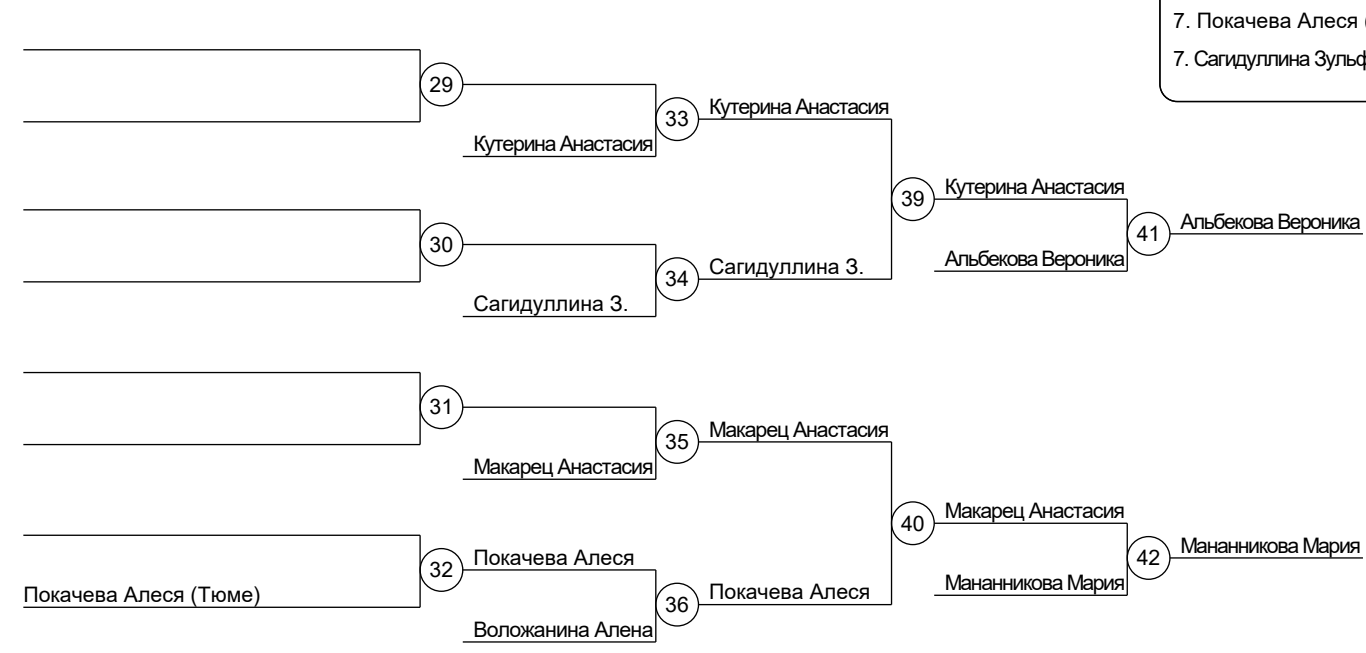 7. Покачева Алеся (
7. Сагидуллина Зульф
29
Кутерина Анастасия
33
Кутерина Анастасия
39
Кутерина Анастасия
41
Альбекова Вероника
Альбекова Вероника
30
Сагидуллина З.
34
Сагидуллина З.
31
Макарец Анастасия
35
Макарец Анастасия
40
Макарец Анастасия
42
Мананникова Мария
Мананникова Мария
32
Покачева Алеся
Покачева Алеся (Тюме)
36
Покачева Алеся
Воложанина Алена